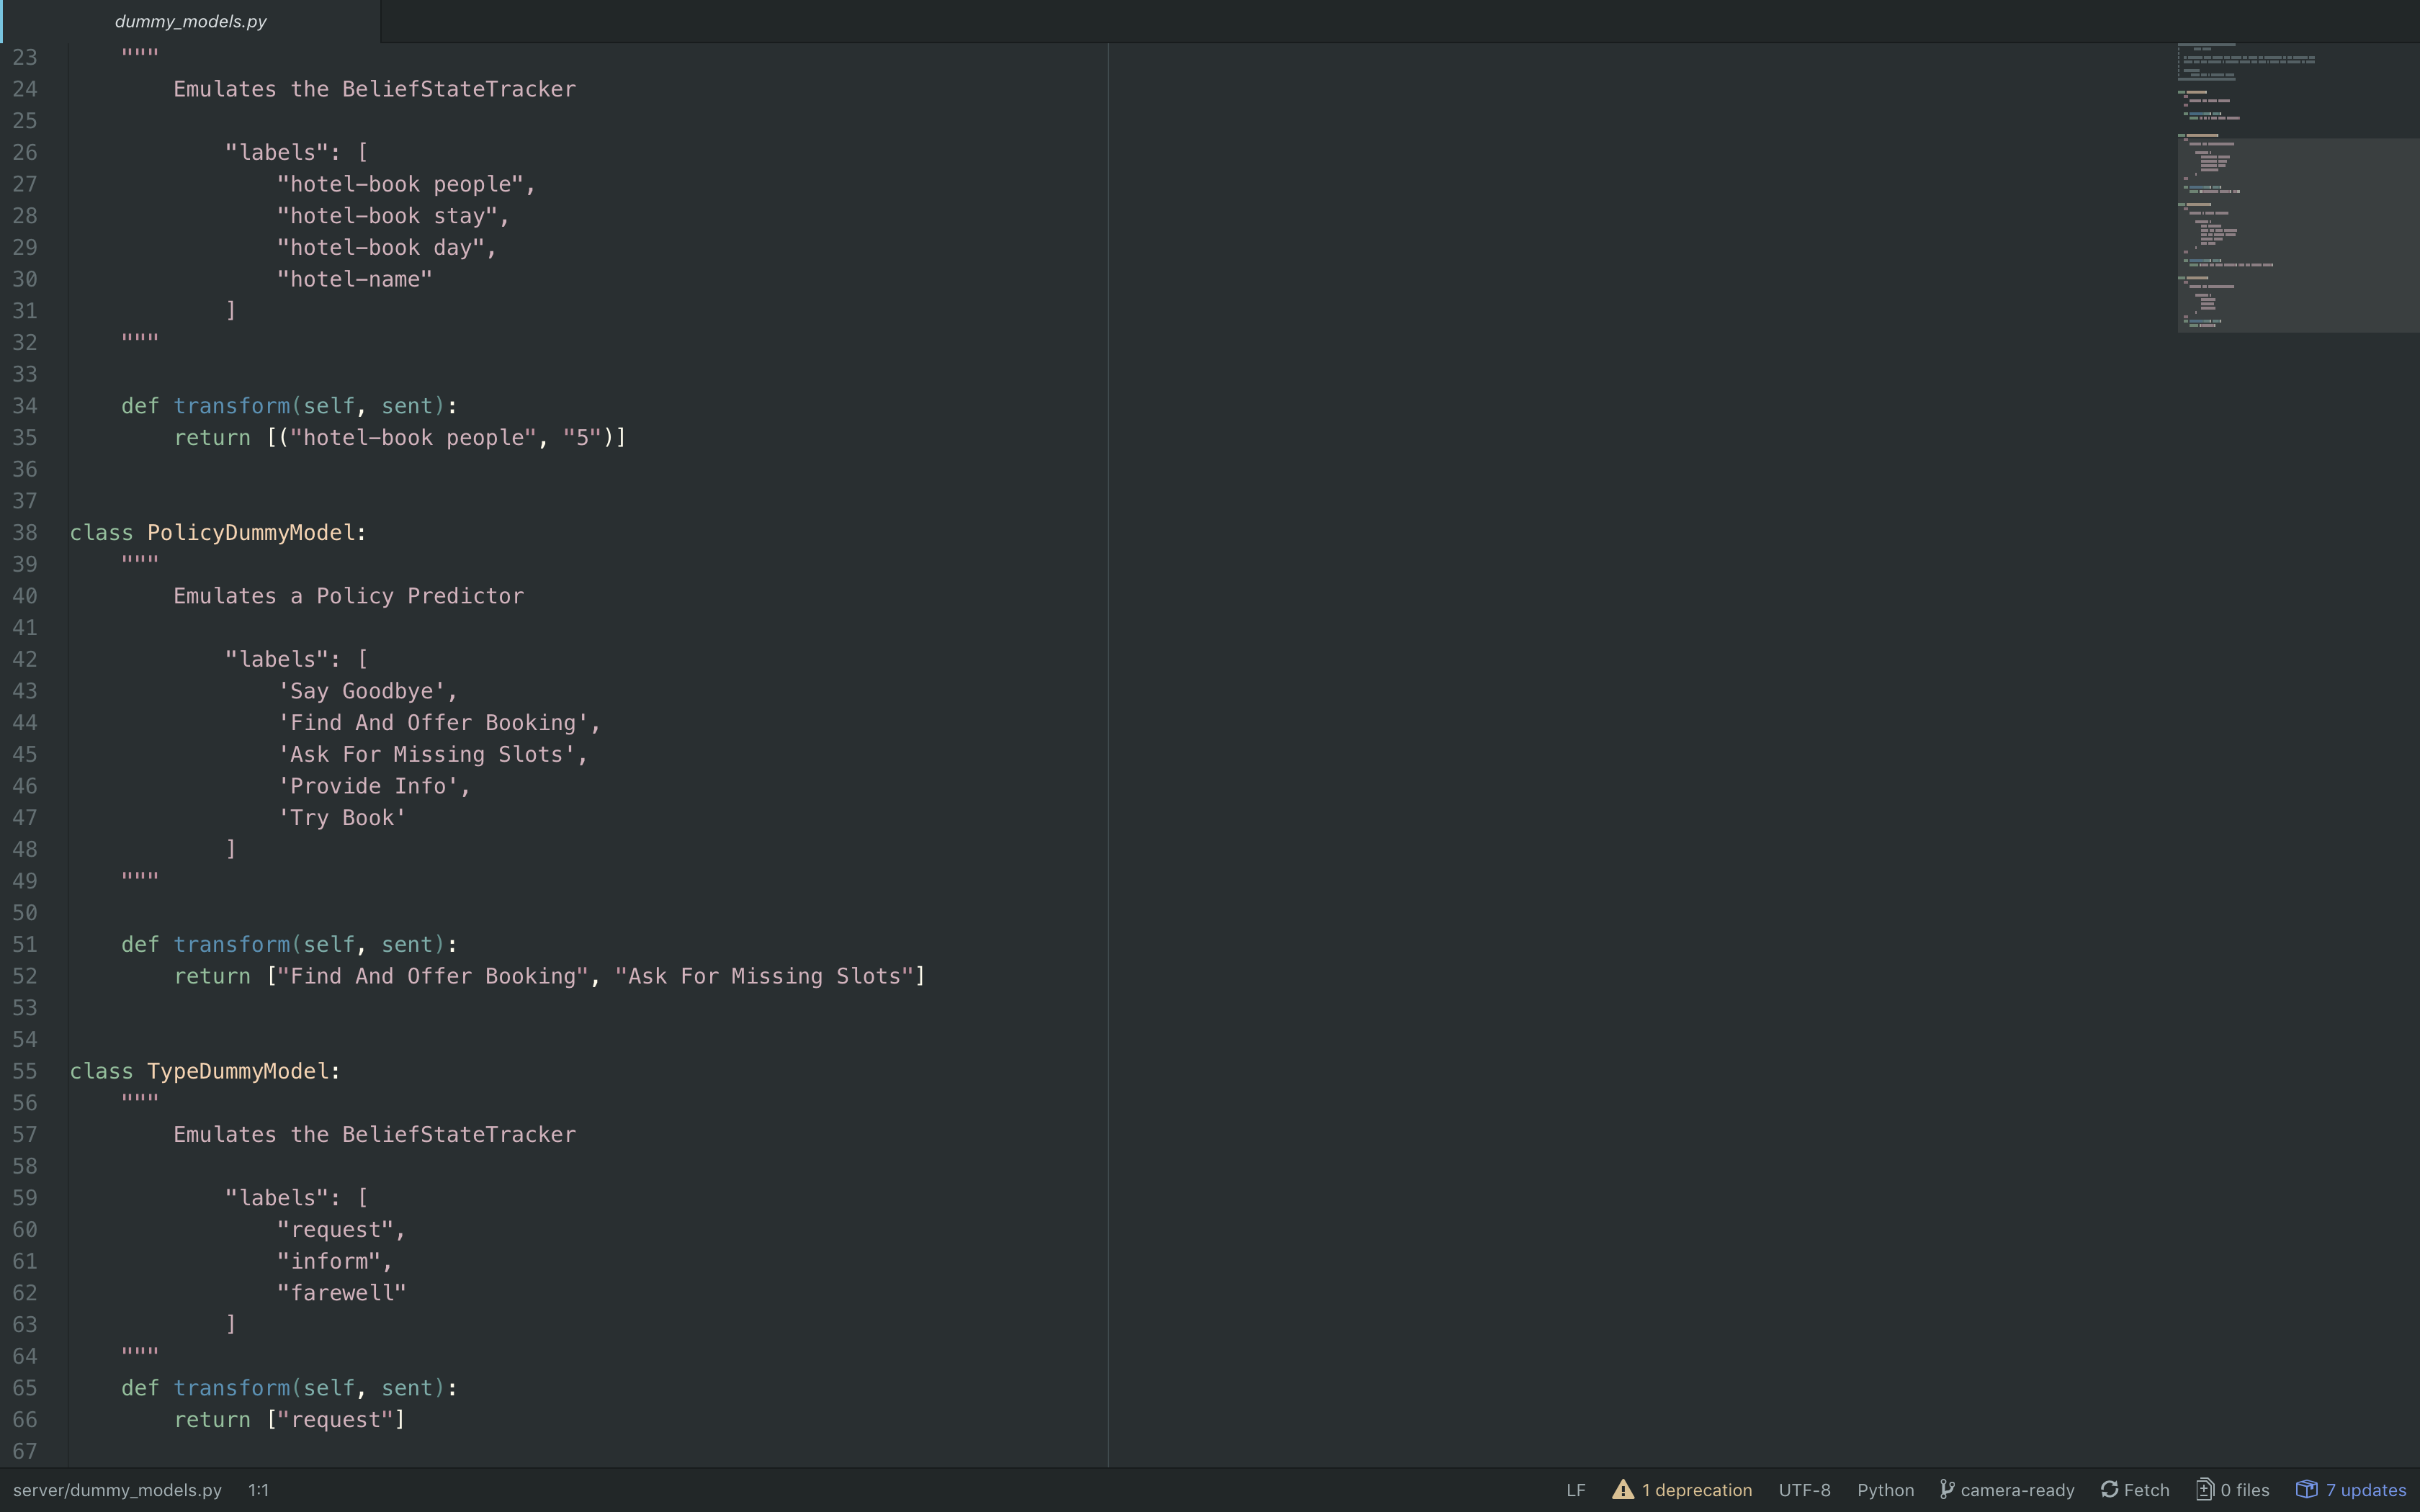 dummy_models.py
23 """
24 Emulates the BeliefStateTracker
25
26 "labels": [
27 "hotel-book people",
28 "hotel-book stay",
29 "hotel-book day",
30 "hotel-name"
31 ]
32 """
33
34 def transform(self, sent):
35 return [("hotel-book people", "5")]
36
37
38 class PolicyDummyModel:
39 """
40 Emulates a Policy Predictor
41
42 "labels": [
43 'Say Goodbye',
44 'Find And Offer Booking',
45 'Ask For Missing Slots',
46 'Provide Info',
47 'Try Book'
48 ]
49 """
50
51 def transform(self, sent):
52 return ["Find And Offer Booking", "Ask For Missing Slots"]
53
54
55 class TypeDummyModel:
56 """
57 Emulates the BeliefStateTracker
58
59 "labels": [
60 "request",
61 "inform",
62 "farewell"
63 ]
64 """
65 def transform(self, sent):
66 return ["request"]
67
server/dummy_models.py 1:1 LF 1 deprecation UTF-8 Python camera-ready Fetch 0 files 7 updates